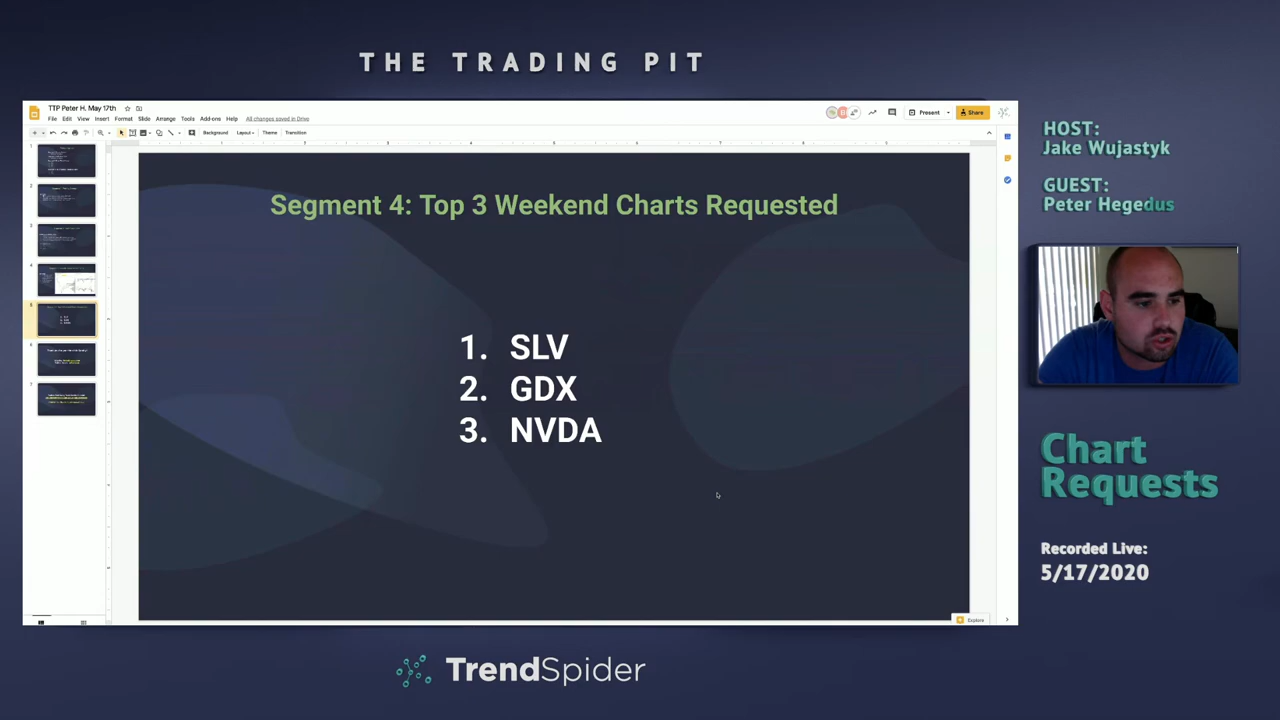 THE TRADING PIT
TTP Peter H. May 17th
File Edit View Insert Format Slide Arrange Tools Add-ons Help All changes saved in Drive
Present
Share
Background Layout Theme Transition
Segment 4: Top 3 Weekend Charts Requested
1. SLV
2. GDX
3. NVDA
Explore
HOST:
Jake Wujastyk
GUEST:
Peter Hegedus
Chart
Requests
Recorded Live:
5/17/2020
TrendSpider